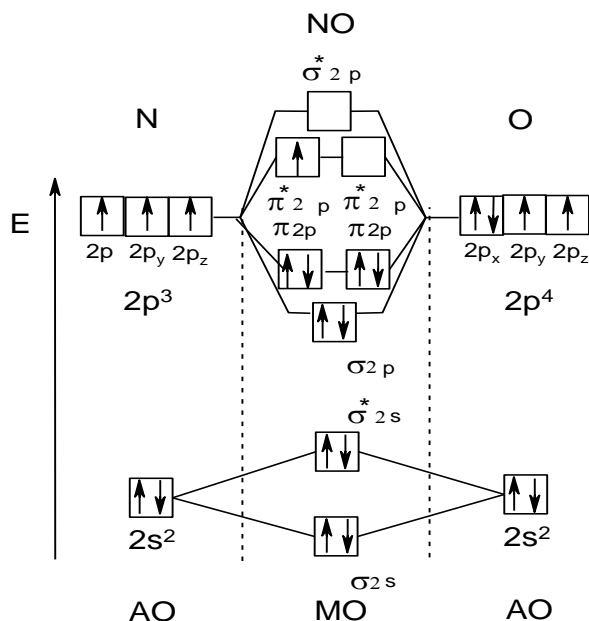 NO
σ*2p
N
O
E
π*2p π*2p
π2p π2p
2p 2py 2pz
2px 2py 2pz
2p³
2p⁴
σ2p
σ*2s
2s²
2s²
σ2s
AO
MO
AO